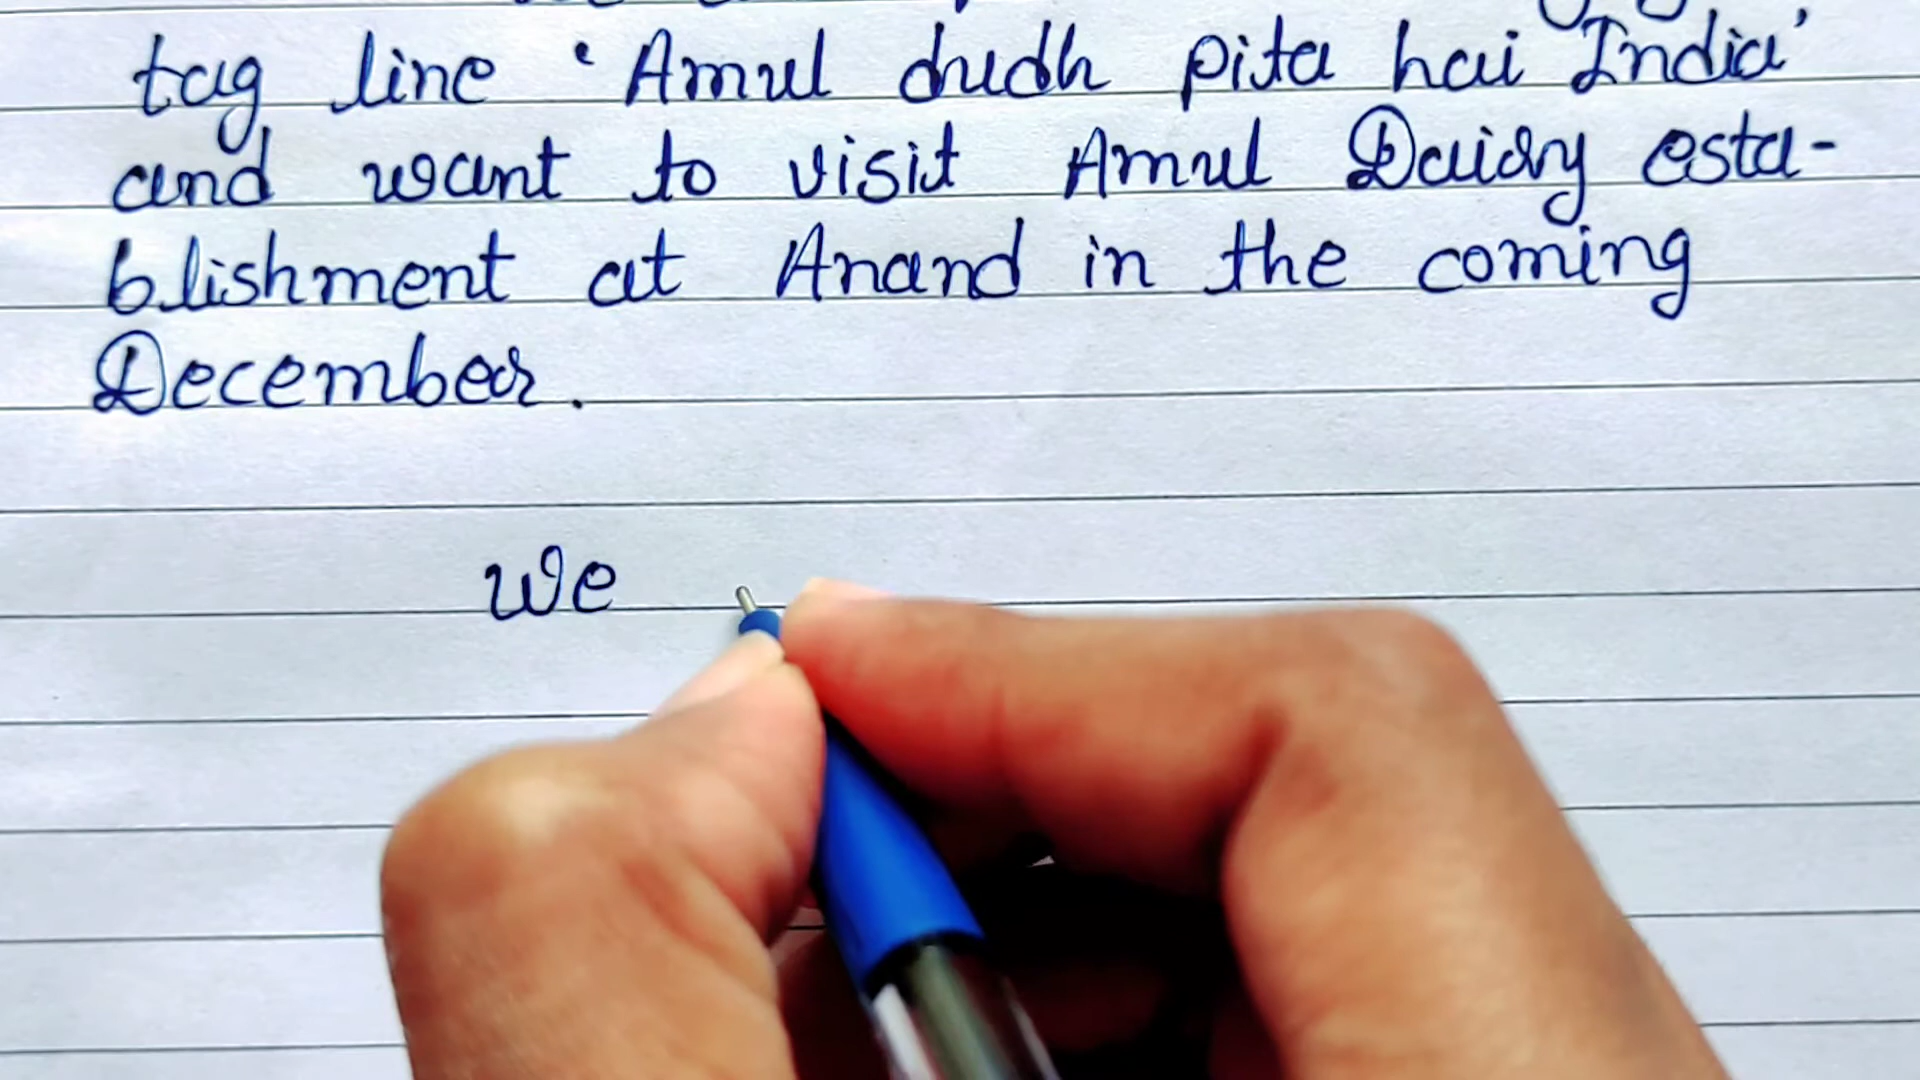 tag line 'Amul dudh pita hai India'
and want to visit Amul Dairy esta-
blishment at Anand in the coming
December.
We